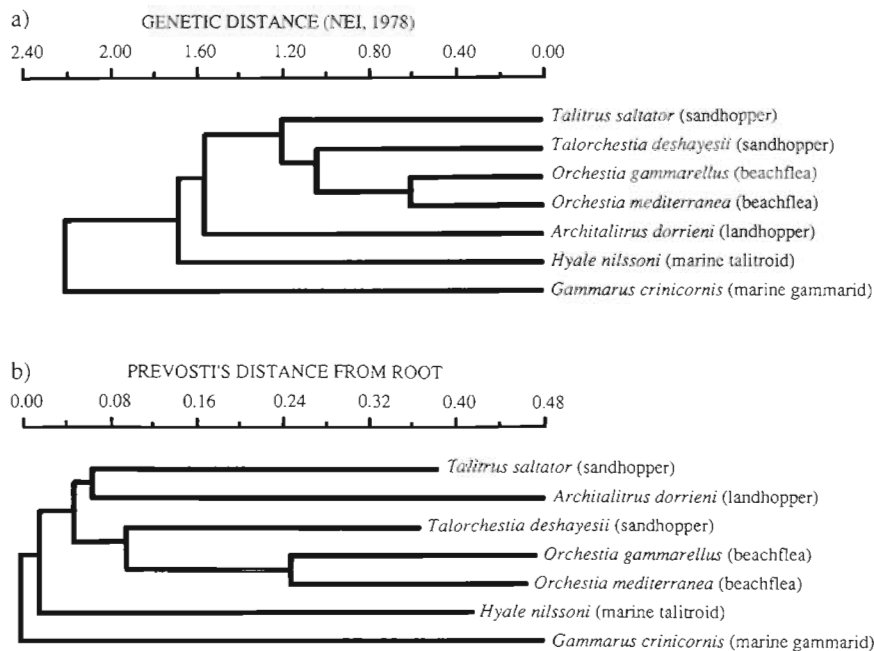 a)
GENETIC DISTANCE (NEI, 1978)
2.40 2.00 1.60 1.20 0.80 0.40 0.00
Talitrus saltator (sandhopper)
Talorchestia deshayesii (sandhopper)
Orchestia gammarellus (beachflea)
Orchestia mediterranea (beachflea)
Architalitrus dorrieni (landhopper)
Hyale nilssoni (marine talitroid)
Gammarus crinicornis (marine gammarid)
b)
PREVOSTI'S DISTANCE FROM ROOT
0.00 0.08 0.16 0.24 0.32 0.40 0.48
Talitrus saltator (sandhopper)
Architalitrus dorrieni (landhopper)
Talorchestia deshayesii (sandhopper)
Orchestia gammarellus (beachflea)
Orchestia mediterranea (beachflea)
Hyale nilssoni (marine talitroid)
Gammarus crinicornis (marine gammarid)